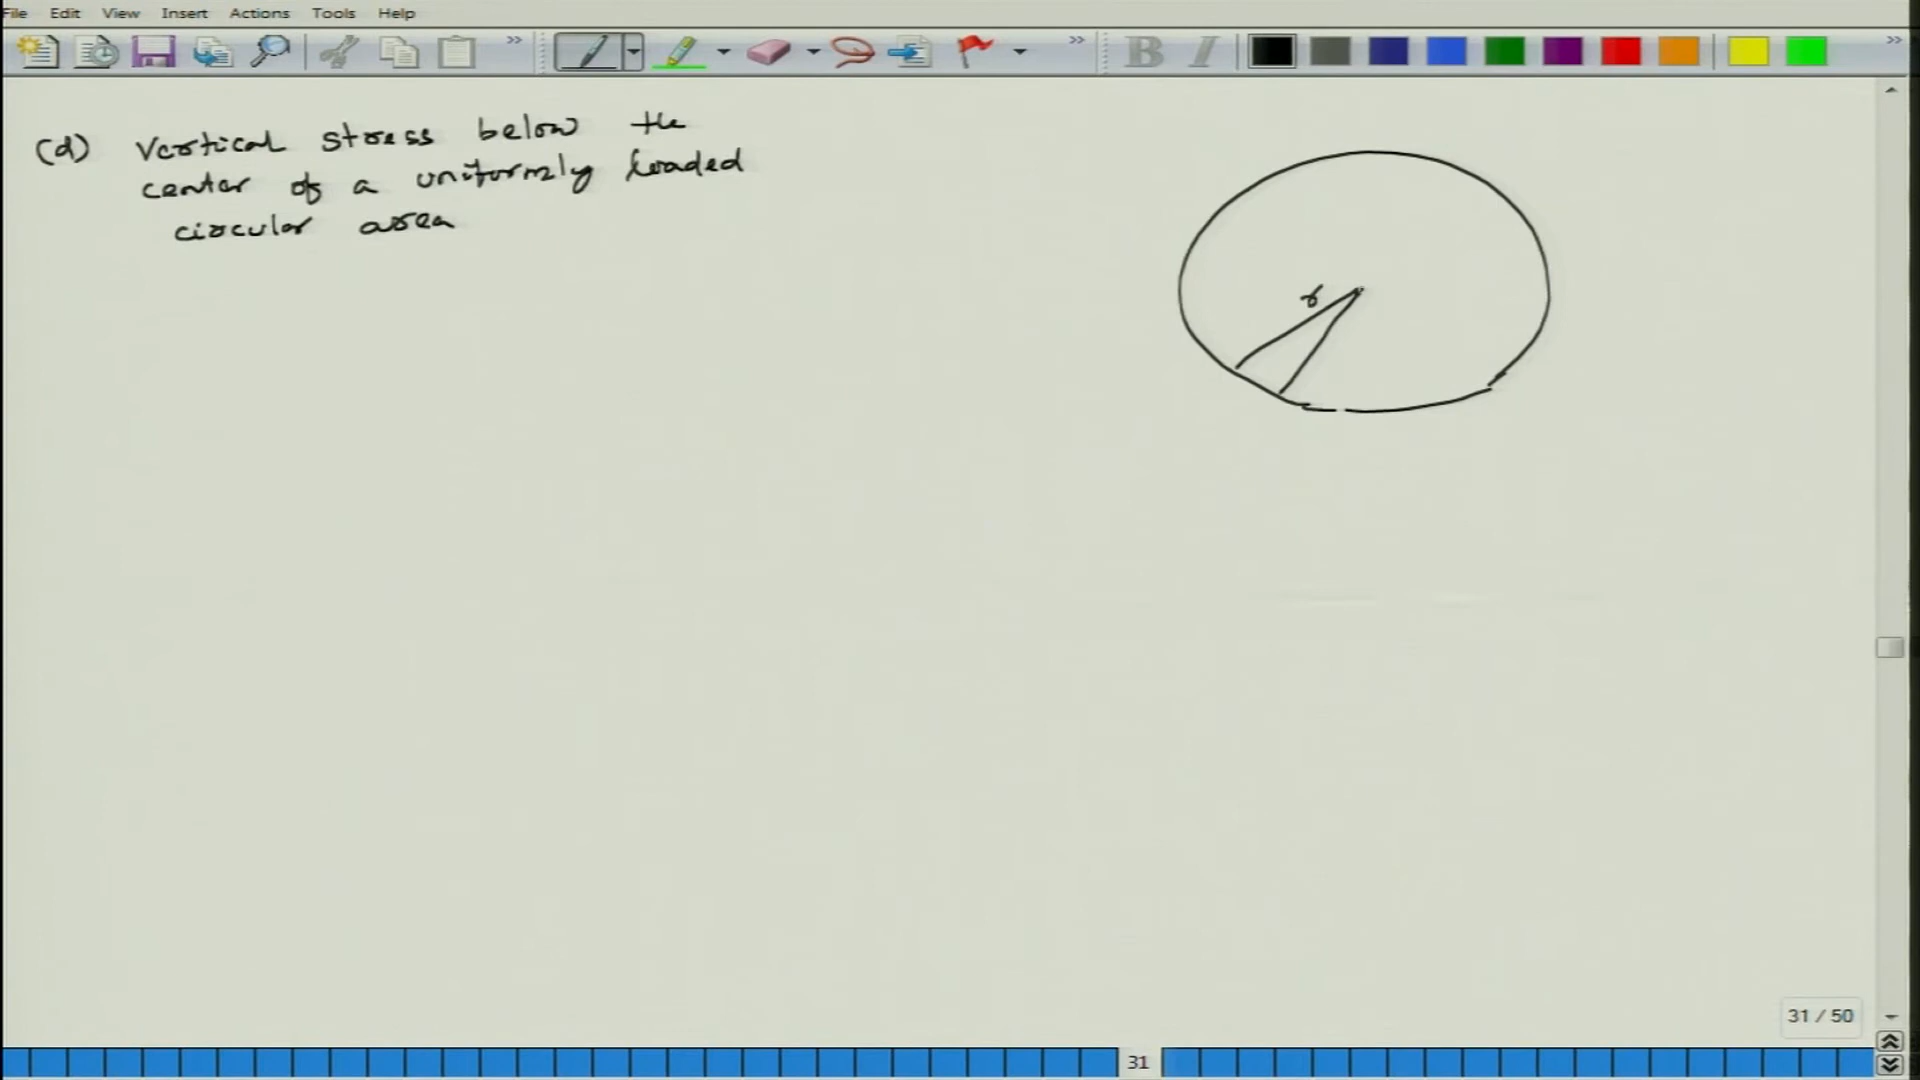 File Edit View Insert Actions Tools Help
B I
(d) Vertical stress below the
center of a uniformly loaded
circular area
r
31 / 50
31